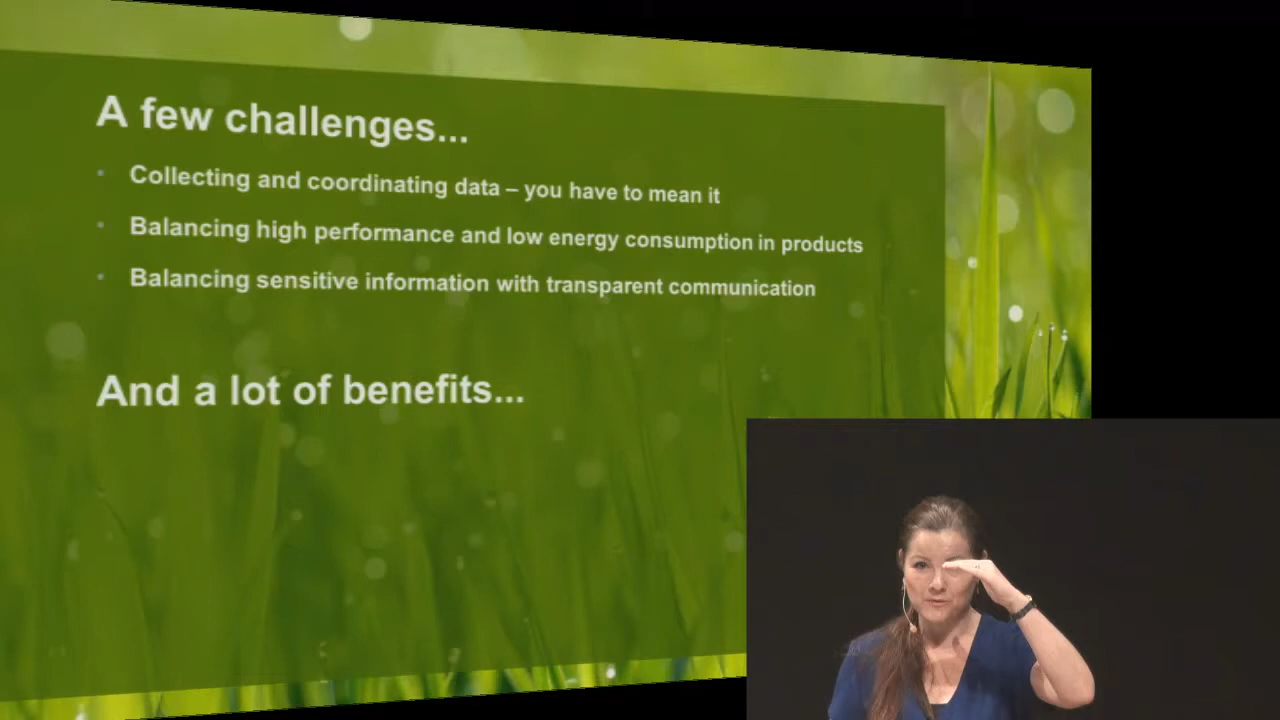 A few challenges...
• Collecting and coordinating data – you have to mean it
• Balancing high performance and low energy consumption in products
• Balancing sensitive information with transparent communication
And a lot of benefits...